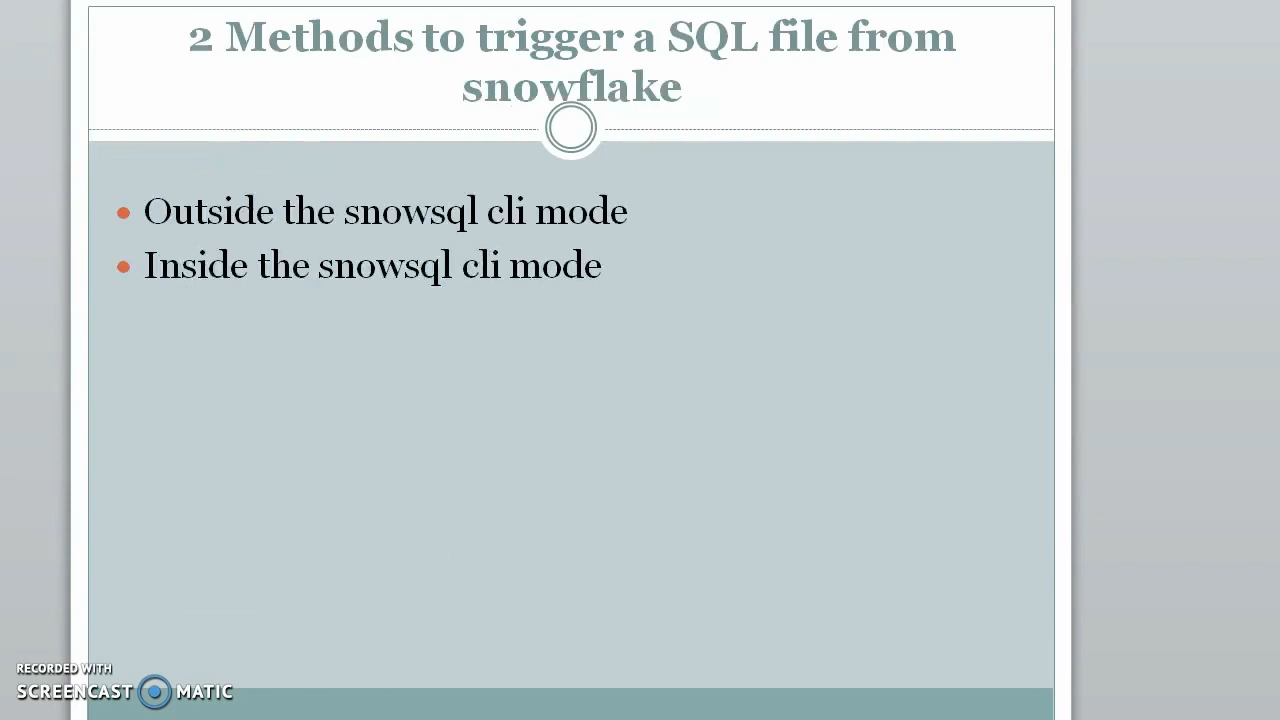 2 Methods to trigger a SQL file from
snowflake
Outside the snowsql cli mode
Inside the snowsql cli mode
RECORDED WITH
SCREENCAST MATIC